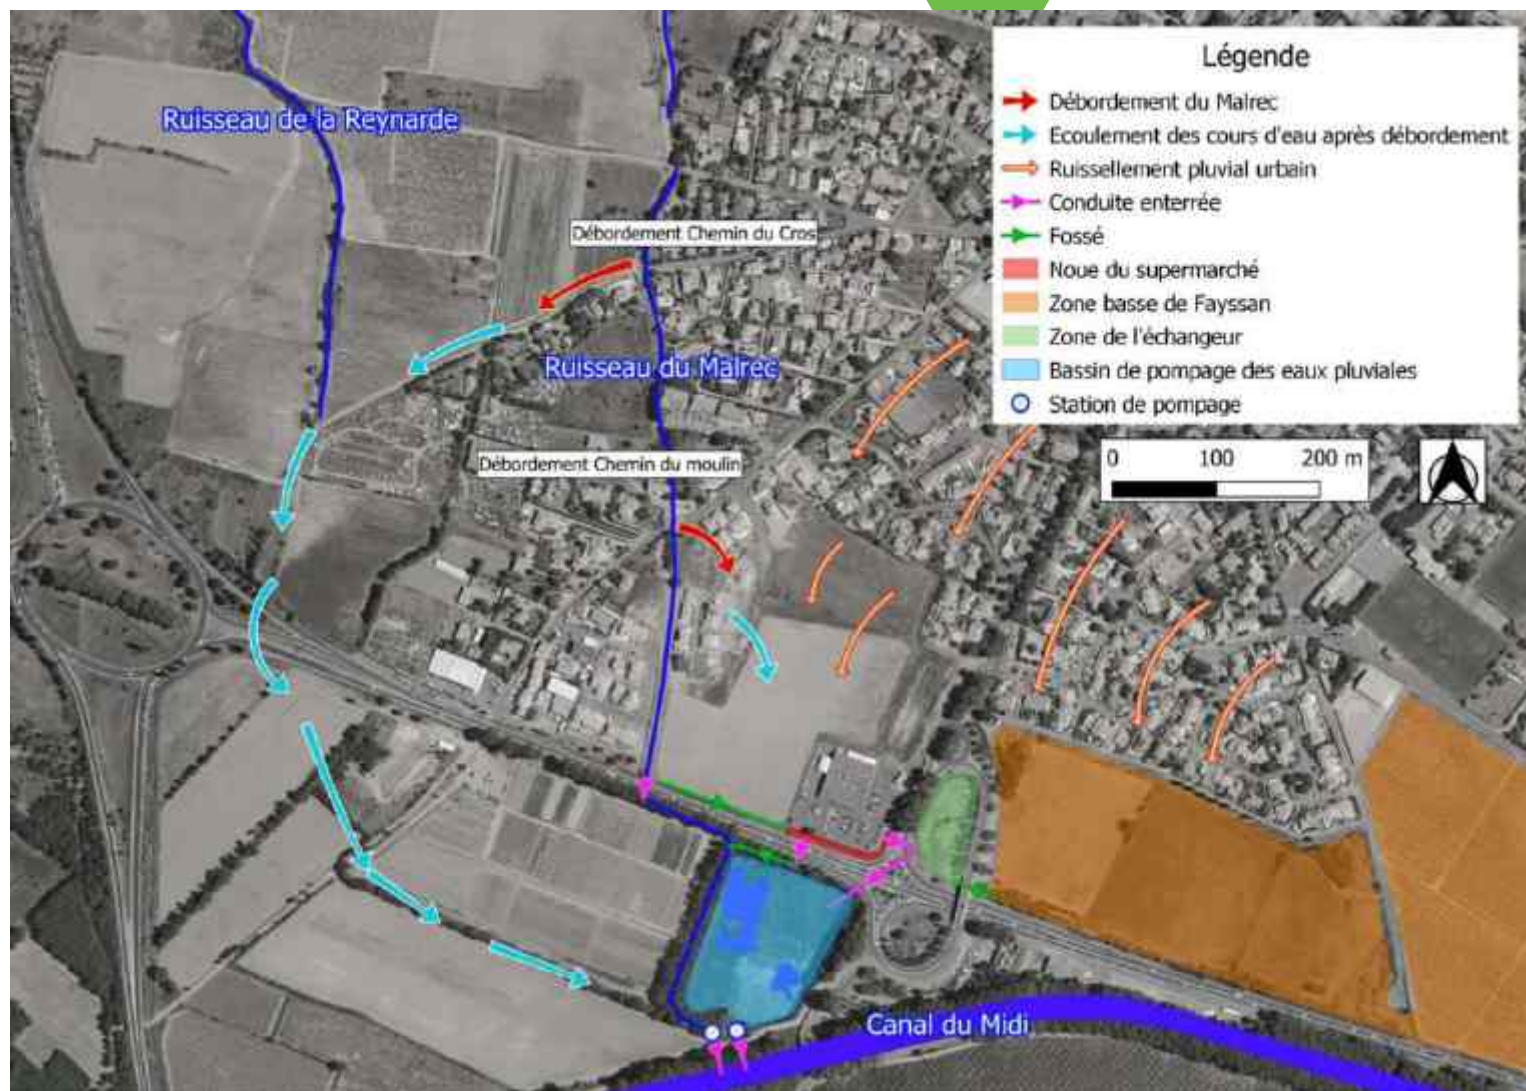 Légende
Débordement du Malrec
Ecoulement des cours d'eau après débordement
Ruissellement pluvial urbain
Conduite enterrée
Fossé
Noue du supermarché
Zone basse de Fayssan
Zone de l'échangeur
Bassin de pompage des eaux pluviales
Station de pompage
0 100 200 m
Ruisseau de la Reynarde
Débordement Chemin du Cros
Ruisseau du Malrec
Débordement Chemin du moulin
Canal du Midi